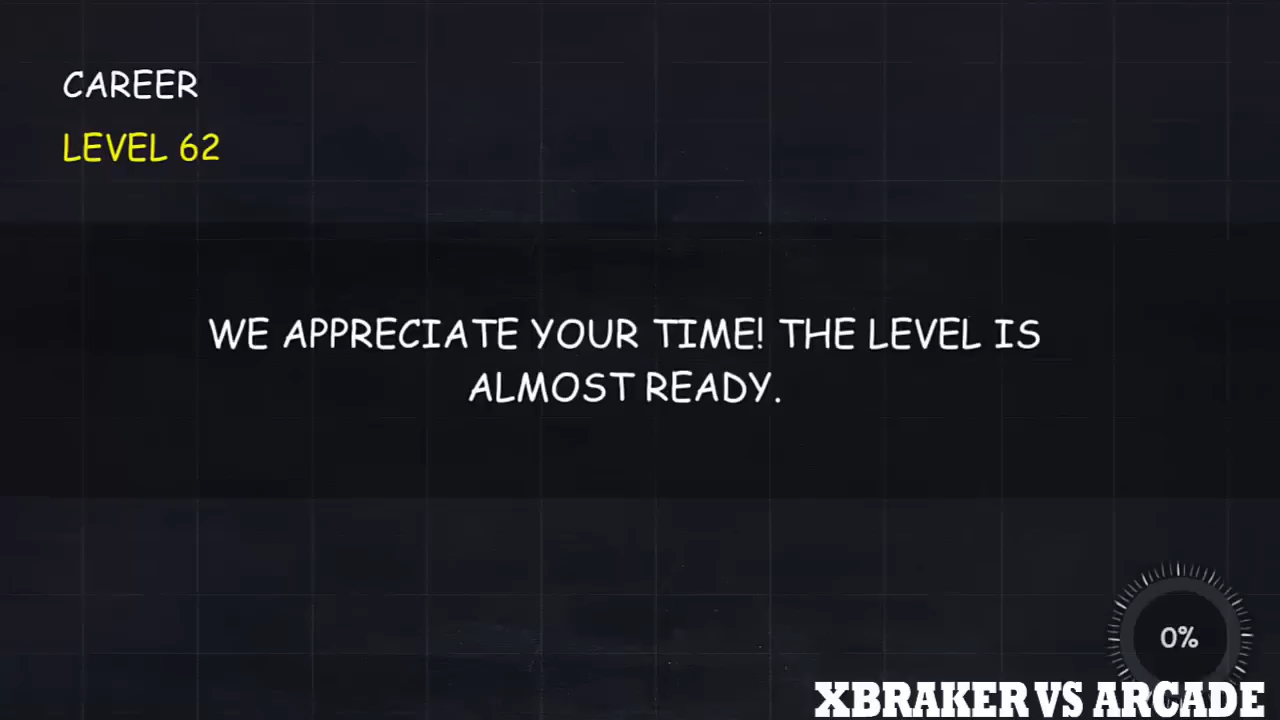 CAREER
LEVEL 62
WE APPRECIATE YOUR TIME! THE LEVEL IS
ALMOST READY.
0%
XBRAKER VS ARCADE